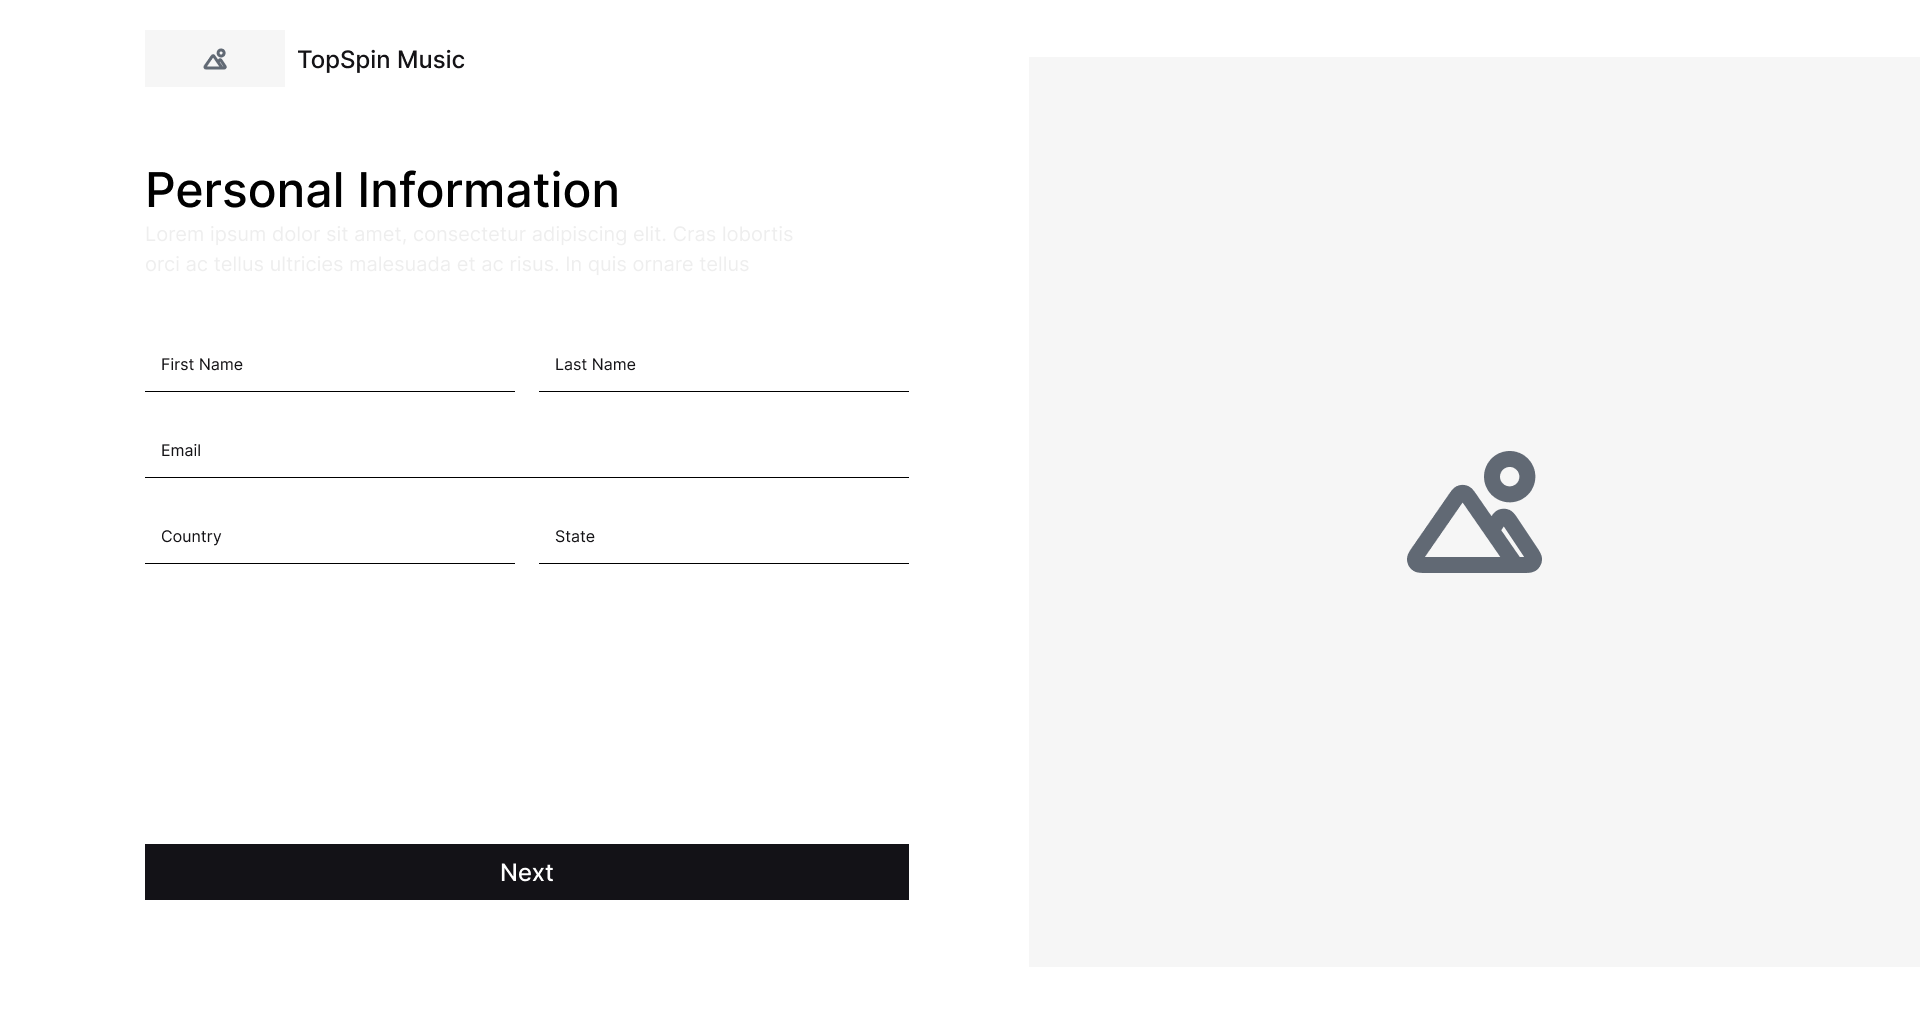 TopSpin Music
Personal Information
Lorem ipsum dolor sit amet, consectetur adipiscing elit. Cras lobortis
orci ac tellus ultricies malesuada et ac risus. In quis ornare tellus
First Name
Last Name
Email
Country
State
Next